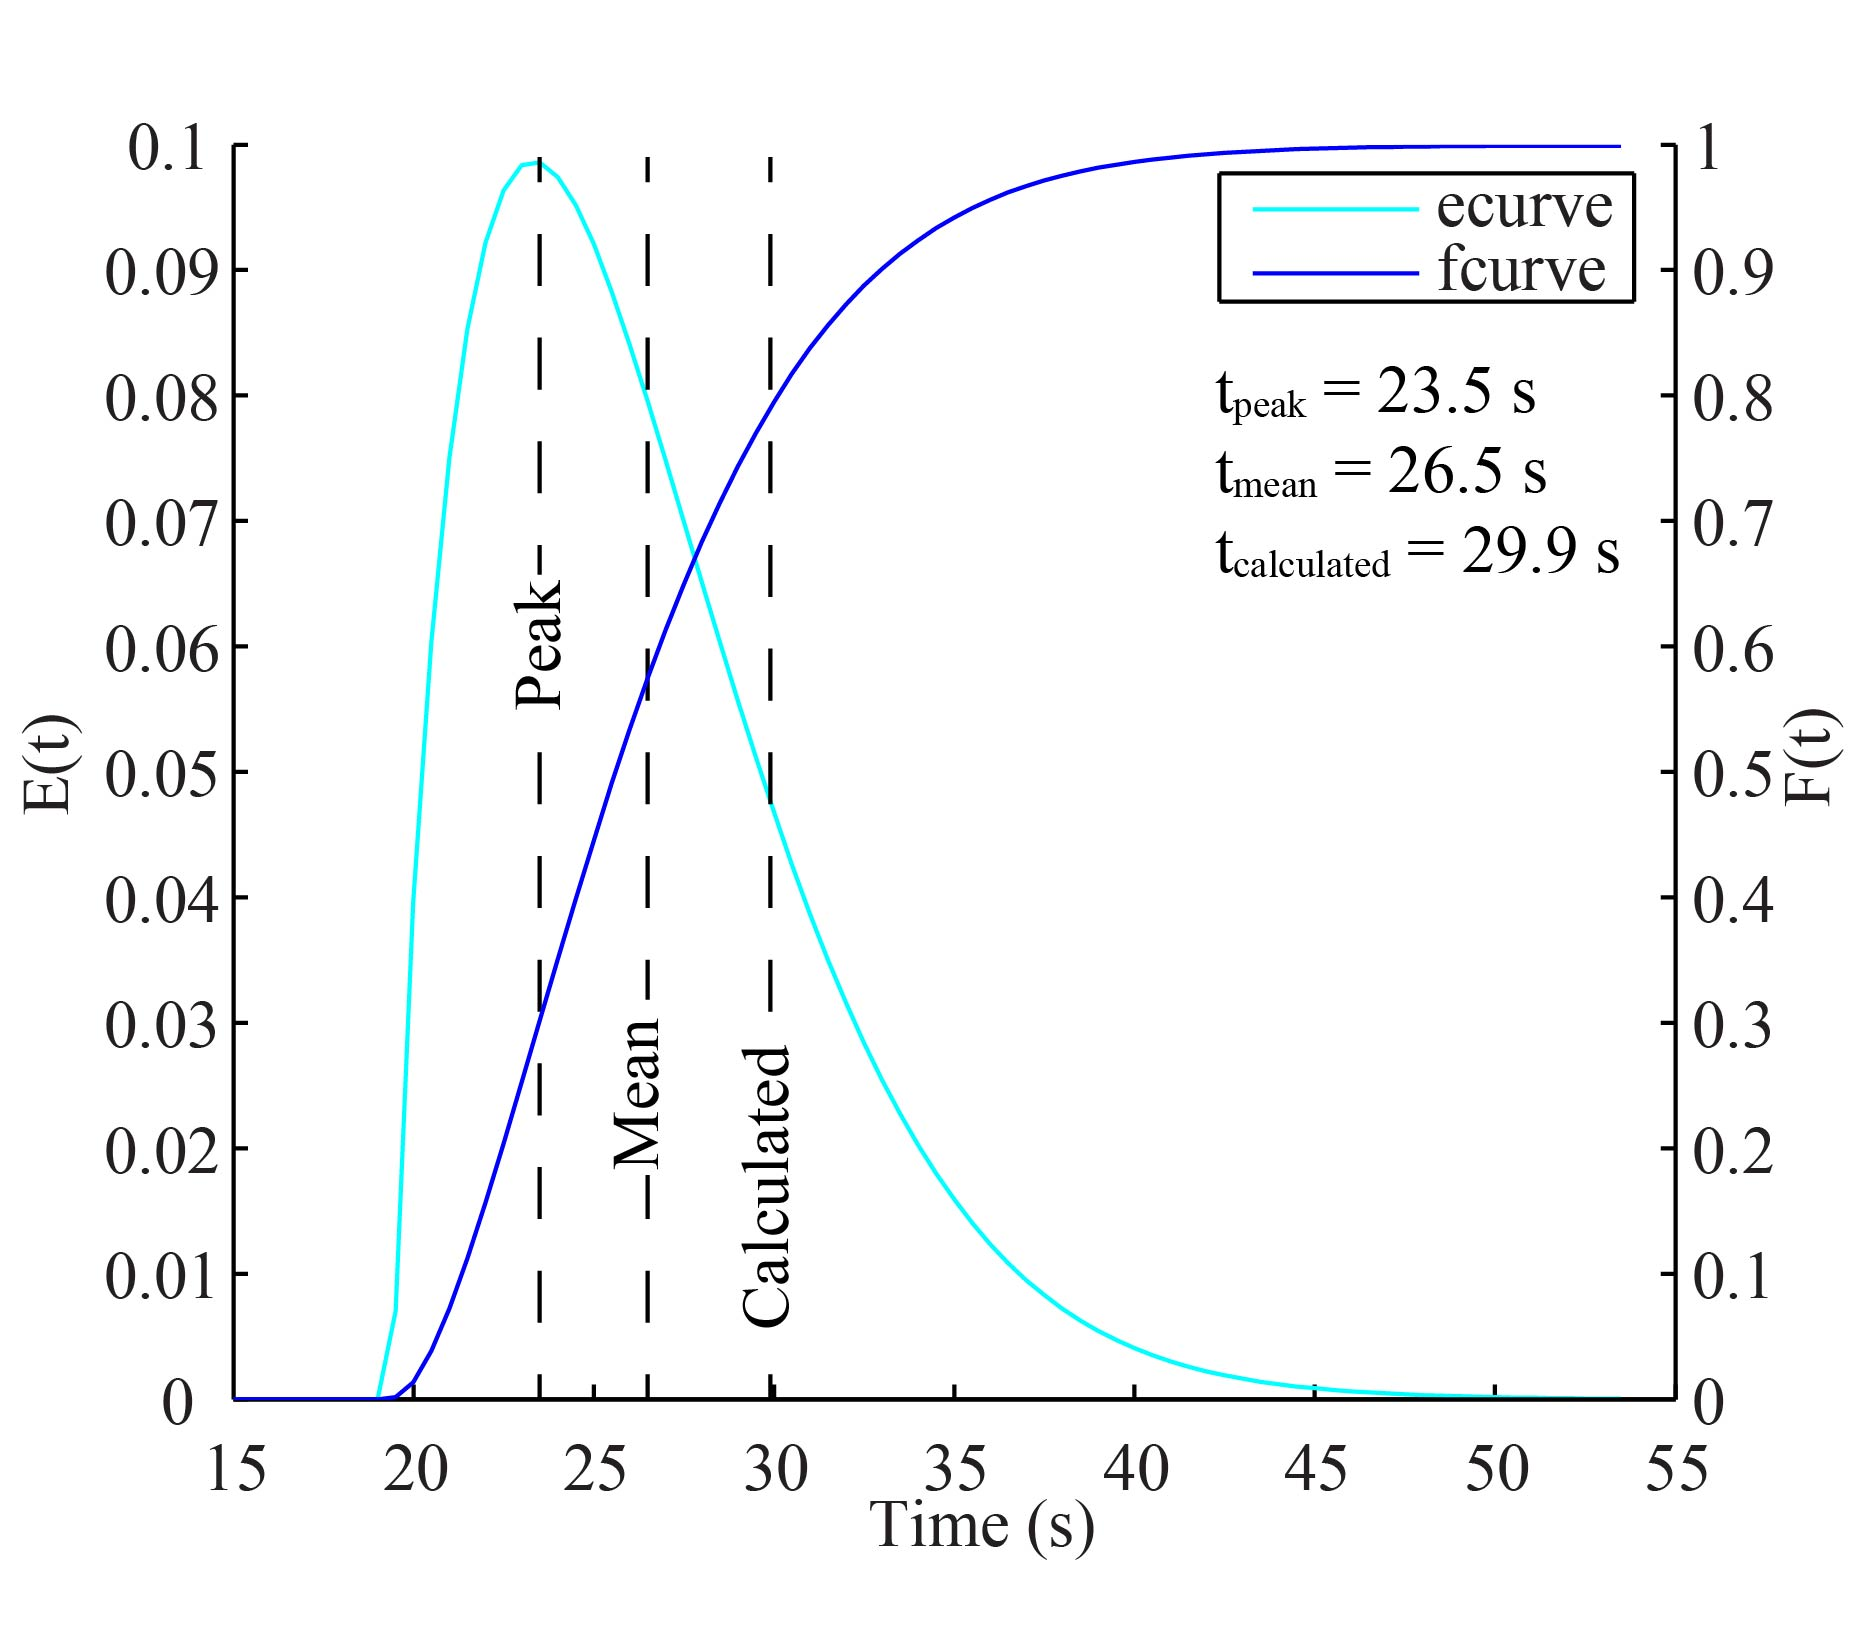 0.1
0.09
0.08
0.07
0.06
0.05
0.04
0.03
0.02
0.01
0
E(t)
1
0.9
0.8
0.7
0.6
0.5
0.4
0.3
0.2
0.1
0
F(t)
ecurve
fcurve
tpeak = 23.5 s
tmean = 26.5 s
tcalculated = 29.9 s
Peak
Mean
Calculated
15 20 25 30 35 40 45 50 55
Time (s)